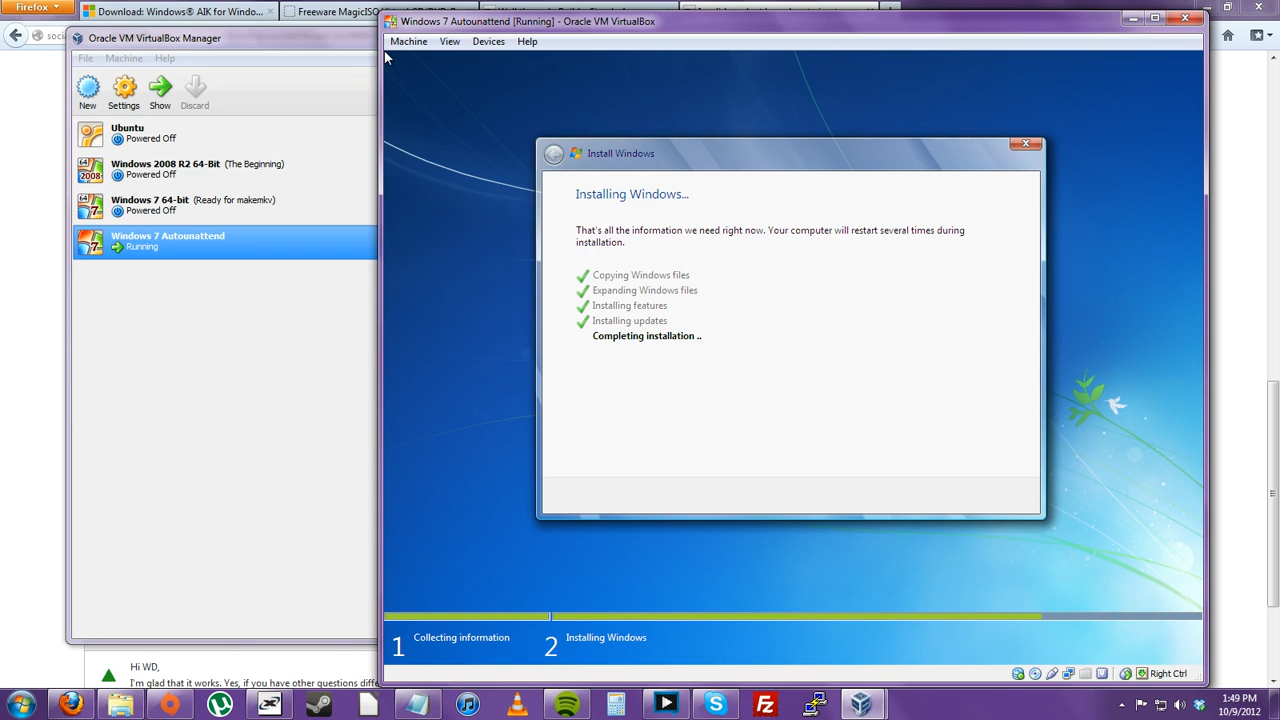 Firefox
Download: Windows® AIK for Windo...
Freeware MagicISO
Windows 7 Autounattend [Running] - Oracle VM VirtualBox
Oracle VM VirtualBox Manager
Machine View Devices Help
File Machine Help
New Settings Show Discard
Ubuntu
Powered Off
Windows 2008 R2 64-Bit (The Beginning)
Powered Off
Windows 7 64-bit (Ready for makemkv)
Powered Off
Windows 7 Autounattend
Running
Install Windows
Installing Windows...
That's all the information we need right now. Your computer will restart several times during
installation.
Copying Windows files
Expanding Windows files
Installing features
Installing updates
Completing installation ..
1 Collecting information 2 Installing Windows
Right Ctrl
Hi WD,
I'm glad that it works. Yes, if you have other questions
1:49 PM
10/9/2012